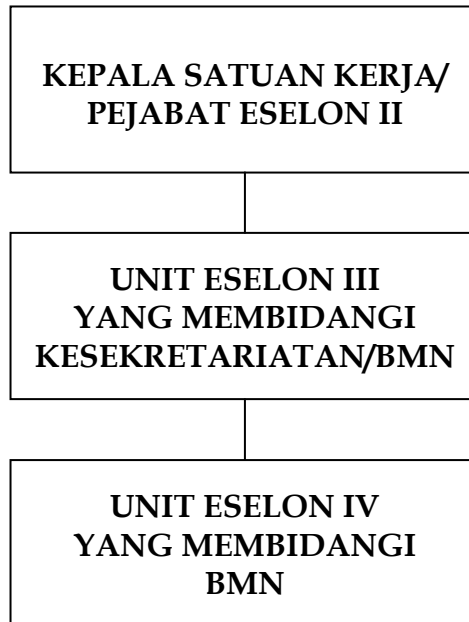 KEPALA SATUAN KERJA/
PEJABAT ESELON II
UNIT ESELON III
YANG MEMBIDANGI
KESEKRETARIATAN/BMN
UNIT ESELON IV
YANG MEMBIDANGI
BMN